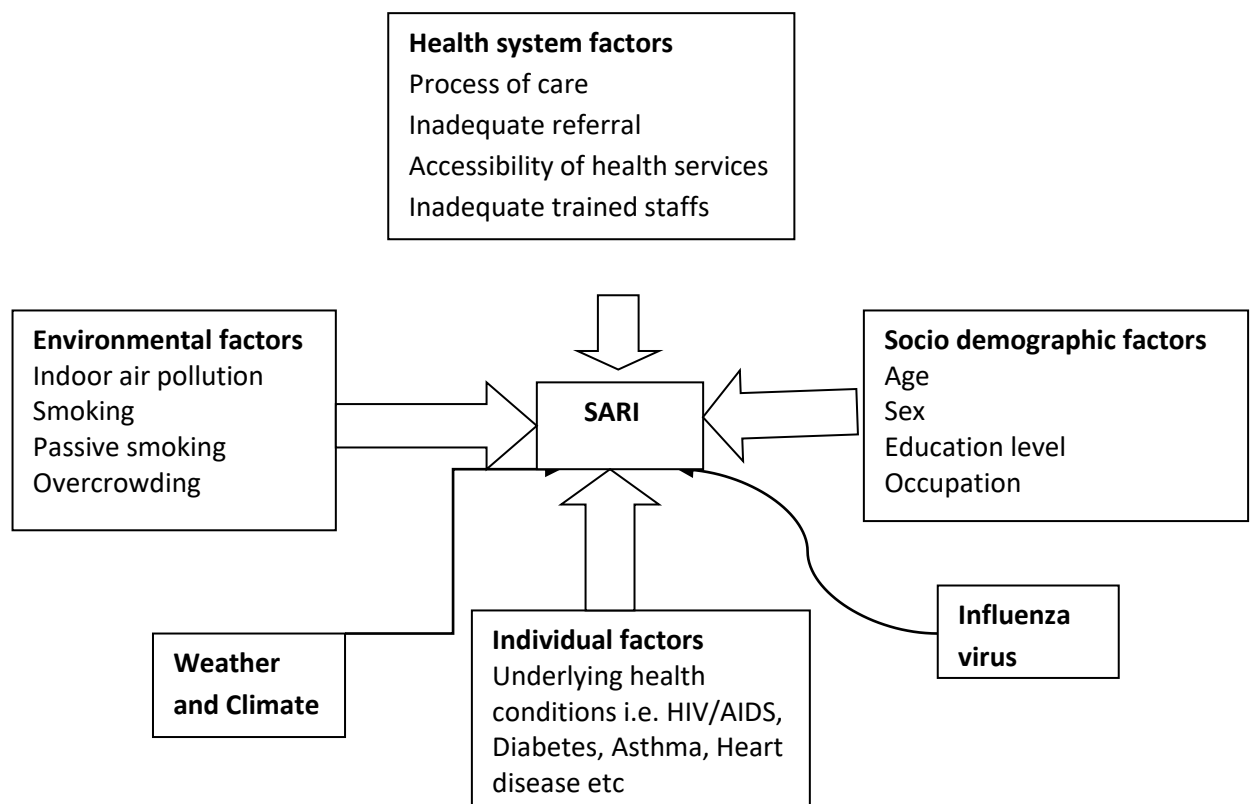 Health system factors
Process of care
Inadequate referral
Accessibility of health services
Inadequate trained staffs
Environmental factors
Indoor air pollution
Smoking
Passive smoking
Overcrowding
SARI
Socio demographic factors
Age
Sex
Education level
Occupation
Weather
and Climate
Individual factors
Underlying health
conditions i.e. HIV/AIDS,
Diabetes, Asthma, Heart
disease etc
Influenza
virus